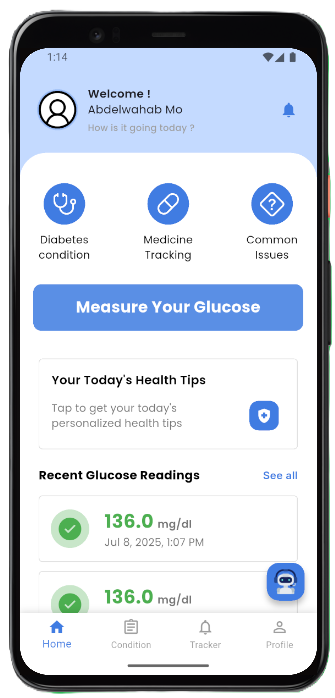 1:14
Welcome !
Abdelwahab Mo
How is it going today ?
Diabetes
condition
Medicine
Tracking
Common
Issues
Measure Your Glucose
Your Today's Health Tips
Tap to get your today's
personalized health tips
Recent Glucose Readings See all
136.0 mg/dl
Jul 8, 2025, 1:07 PM
136.0 mg/dl
Home Condition Tracker Profile